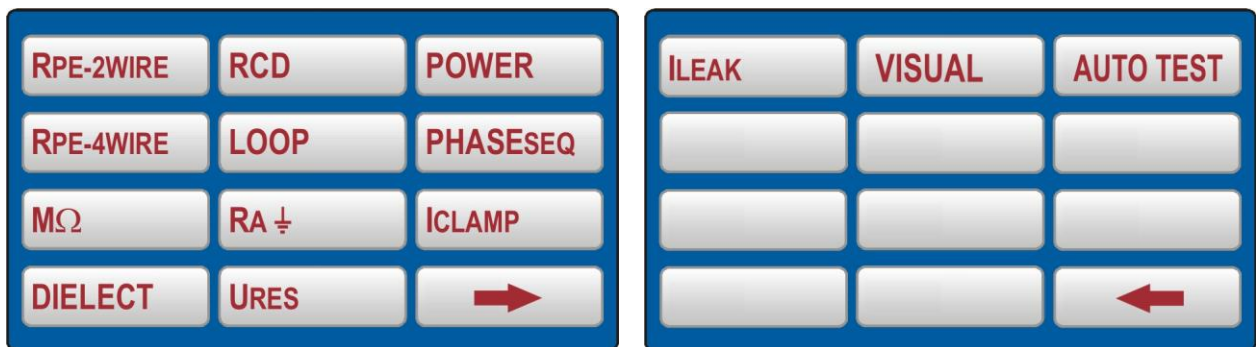 RPE-2WIRE RCD POWER
RPE-4WIRE LOOP PHASESEQ
MΩ RA ⏚ ICLAMP
DIELECT URES
ILEAK VISUAL AUTO TEST